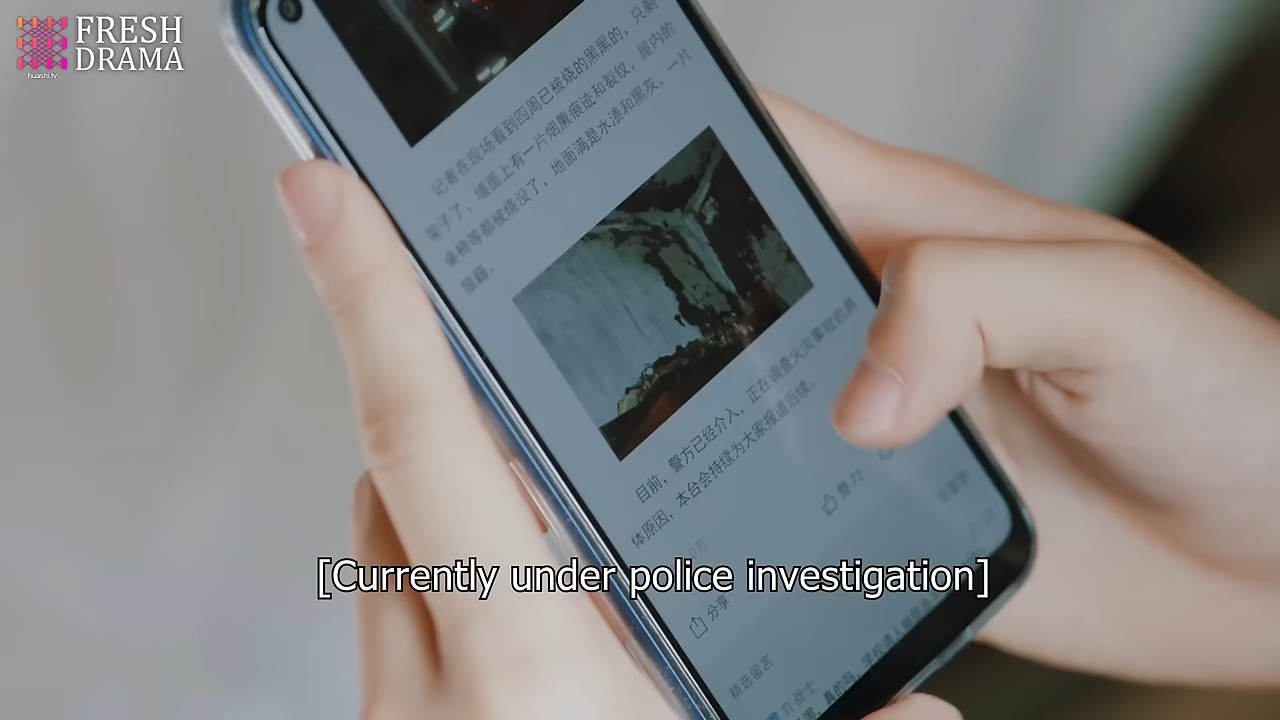 FRESH
DRAMA
huashi.tv
记者在现场看到四周已被烧的黑黑的，只剩
架子了，墙面上有一片烟熏痕迹和裂纹，屋内的
桌椅等都被烧没了，地面满是水渍和黑灰，一片
狼藉。
目前，警方已经介入，正在调查火灾事故的具
体原因，本台会持续为大家报道后续。
赞 72
[Currently under police investigation]
分享
精选留言